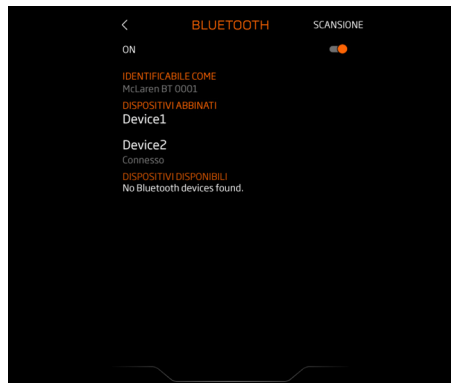 BLUETOOTH SCANSIONE
ON
IDENTIFICABILE COME
McLaren BT 0001
DISPOSITIVI ABBINATI
Device1
Device2
Connesso
DISPOSITIVI DISPONIBILI
No Bluetooth devices found.